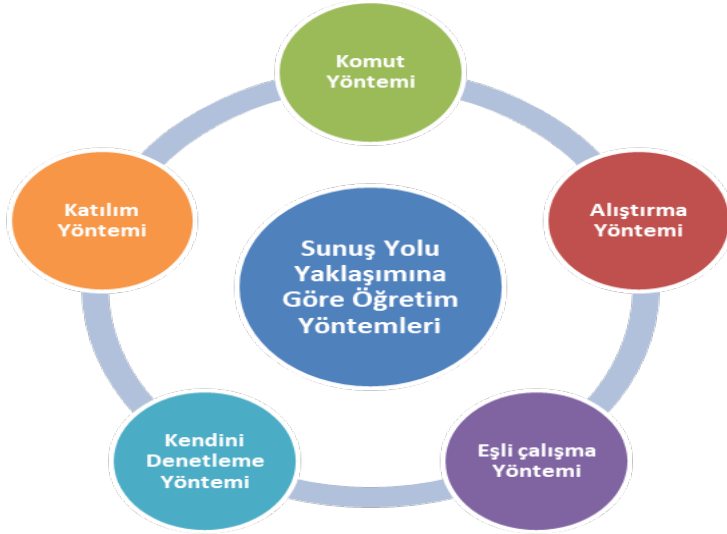 Komut
Yöntemi
Katılım
Yöntemi
Alıştırma
Yöntemi
Sunuş Yolu
Yaklaşımına
Göre Öğretim
Yöntemleri
Kendini
Denetleme
Yöntemi
Eşli çalışma
Yöntemi